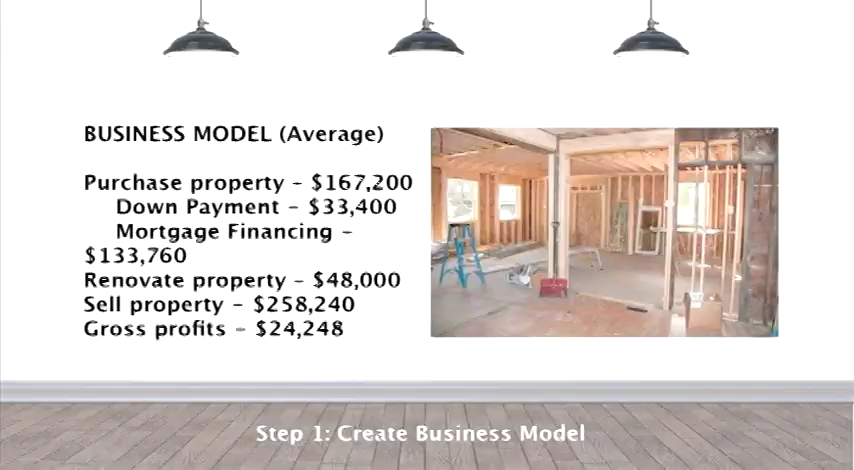 BUSINESS MODEL (Average)
Purchase property - $167,200
Down Payment - $33,400
Mortgage Financing -
$133,760
Renovate property - $48,000
Sell property - $258,240
Gross profits - $24,248
Step 1: Create Business Model